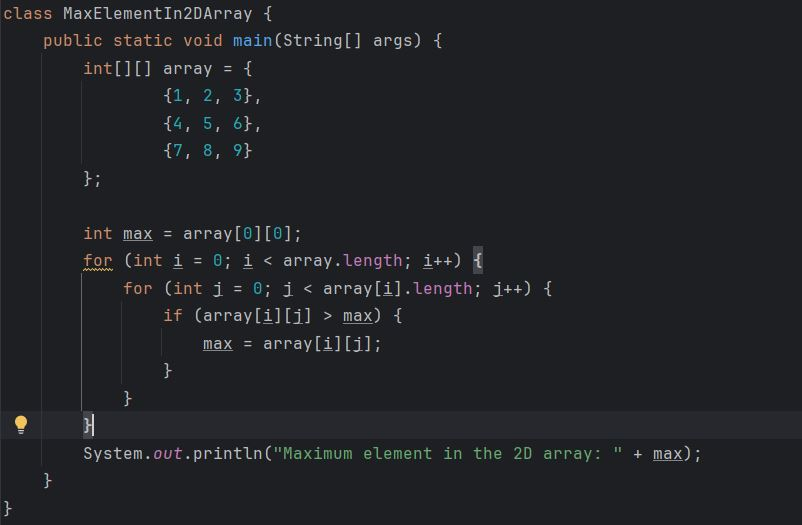 class MaxElementIn2DArray {
    public static void main(String[] args) {
        int[][] array = {
                {1, 2, 3},
                {4, 5, 6},
                {7, 8, 9}
        };

        int max = array[0][0];
        for (int i = 0; i < array.length; i++) {
            for (int j = 0; j < array[i].length; j++) {
                if (array[i][j] > max) {
                    max = array[i][j];
                }
            }
        }
        System.out.println("Maximum element in the 2D array: " + max);
    }
}